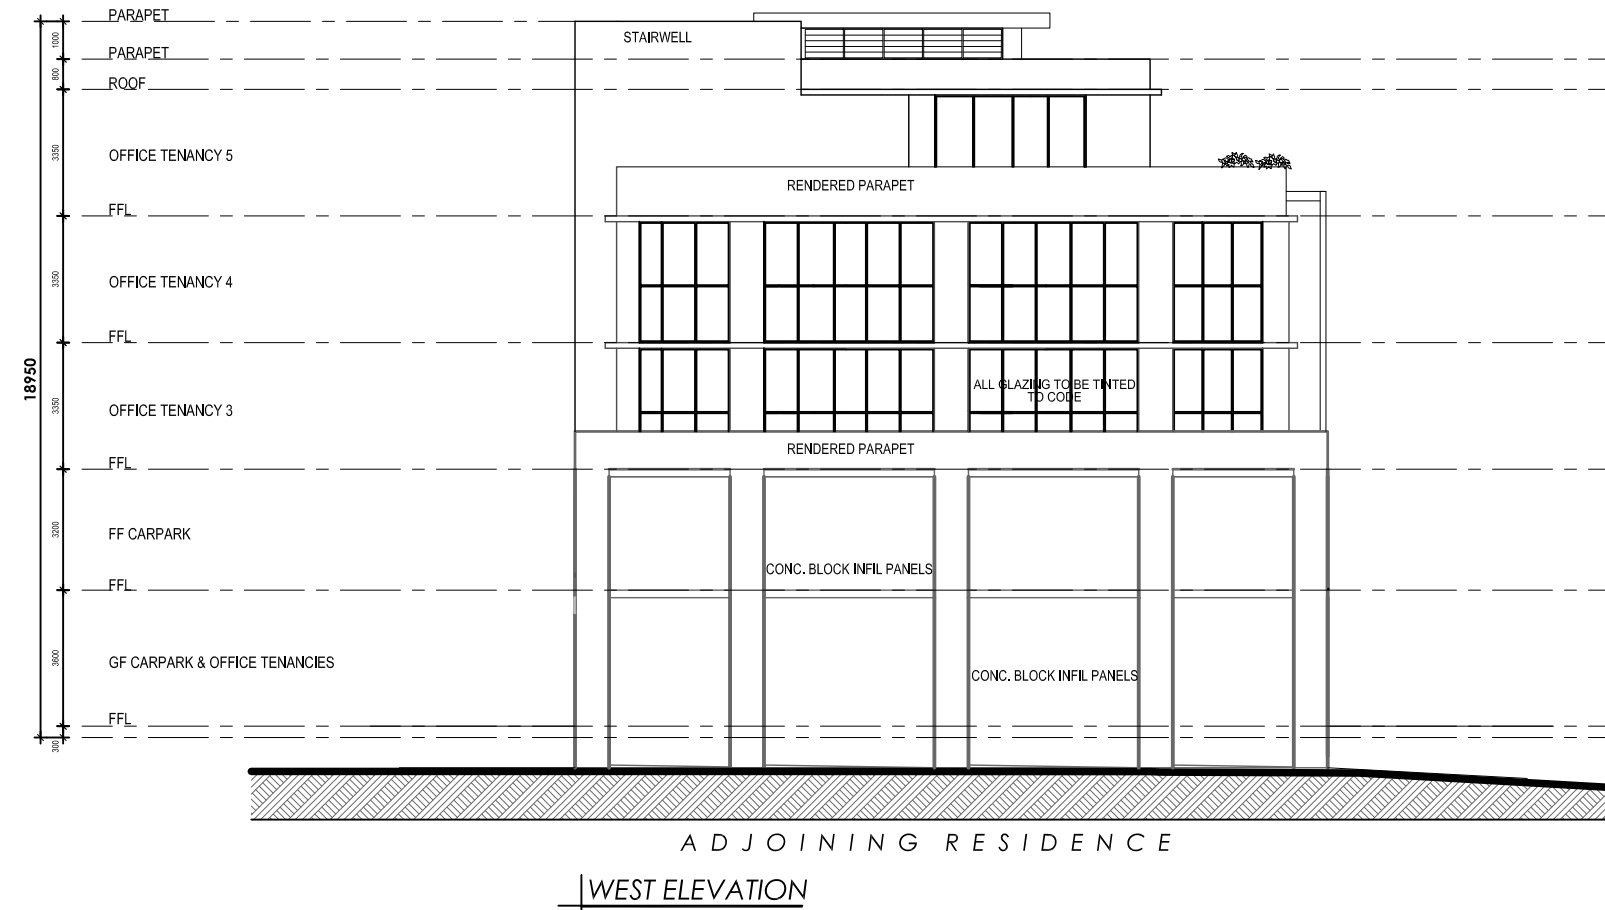 PARAPET
1000
STAIRWELL
PARAPET
800
ROOF
3350
OFFICE TENANCY 5
RENDERED PARAPET
FFL
3350
OFFICE TENANCY 4
FFL
18950
ALL GLAZING TO BE TINTED
TO CODE
3350
OFFICE TENANCY 3
RENDERED PARAPET
FFL
3200
FF CARPARK
CONC. BLOCK INFIL PANELS
FFL
3600
GF CARPARK & OFFICE TENANCIES
CONC. BLOCK INFIL PANELS
FFL
300
ADJOINING RESIDENCE
WEST ELEVATION